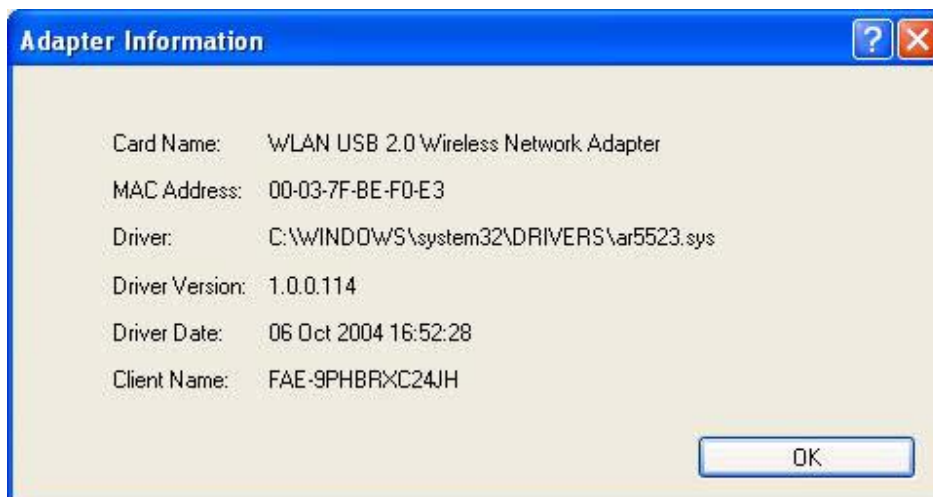 Adapter Information
Card Name: WLAN USB 2.0 Wireless Network Adapter
MAC Address: 00-03-7F-BE-F0-E3
Driver: C:\WINDOWS\system32\DRIVERS\ar5523.sys
Driver Version: 1.0.0.114
Driver Date: 06 Oct 2004 16:52:28
Client Name: FAE-9PHBRXC24JH
OK